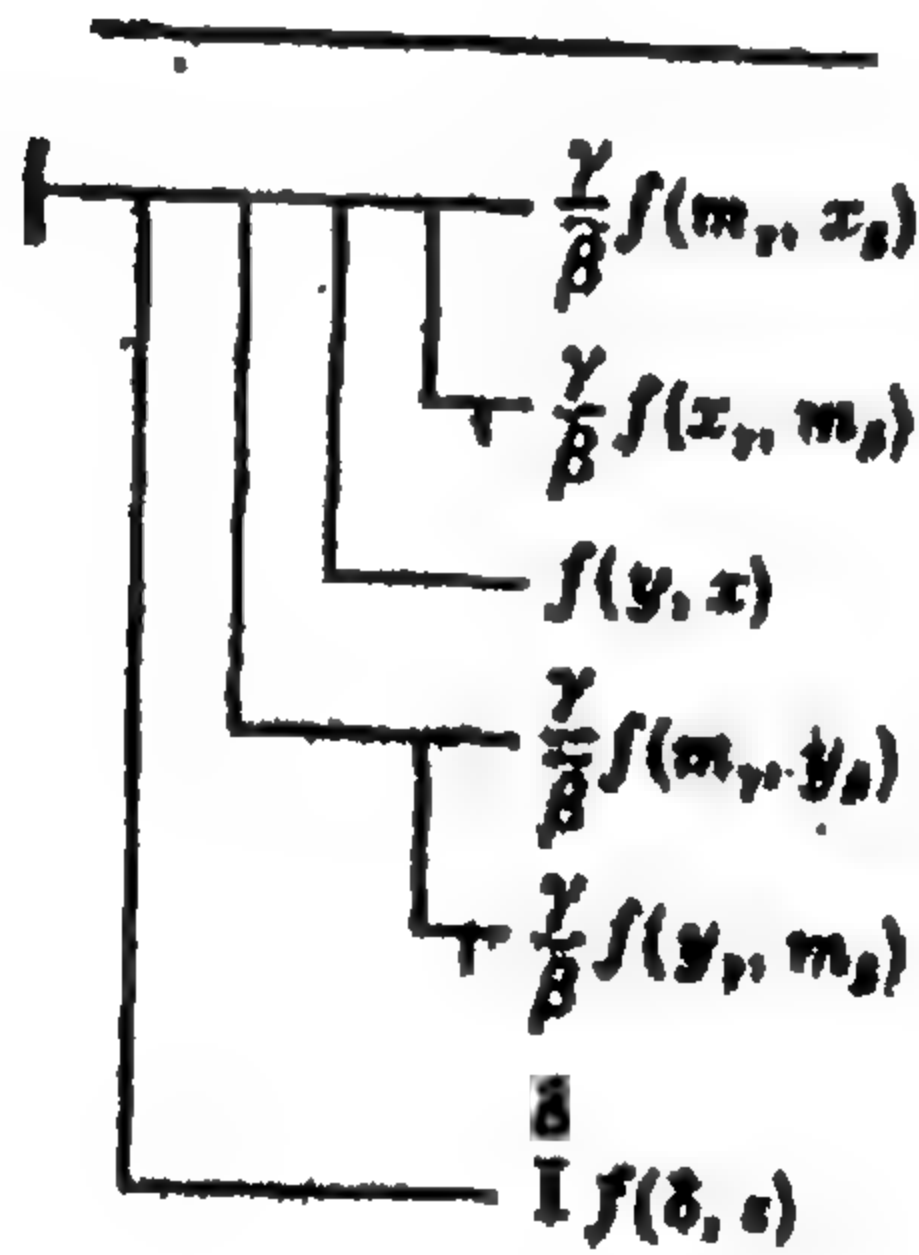 γ/β f(m_γ, x_β)
γ/β f(x_γ, m_β)
f(y, x)
γ/β f(m_γ, y_β)
γ/β f(y_γ, m_β)
δ
I f(δ, ε)